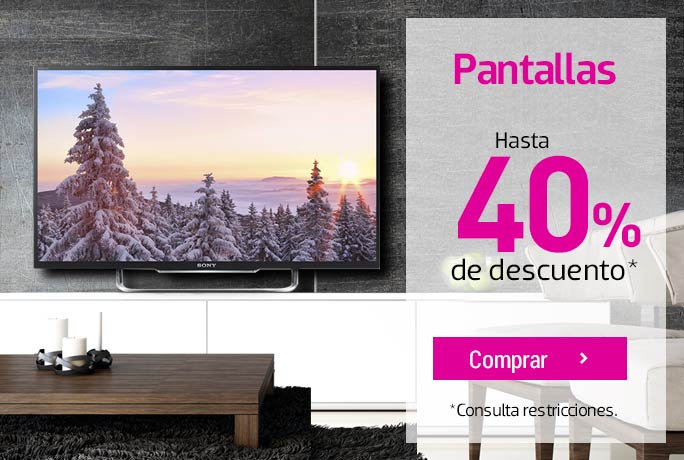 Pantallas
Hasta
40%
de descuento*
Comprar >
*Consulta restricciones.
SONY